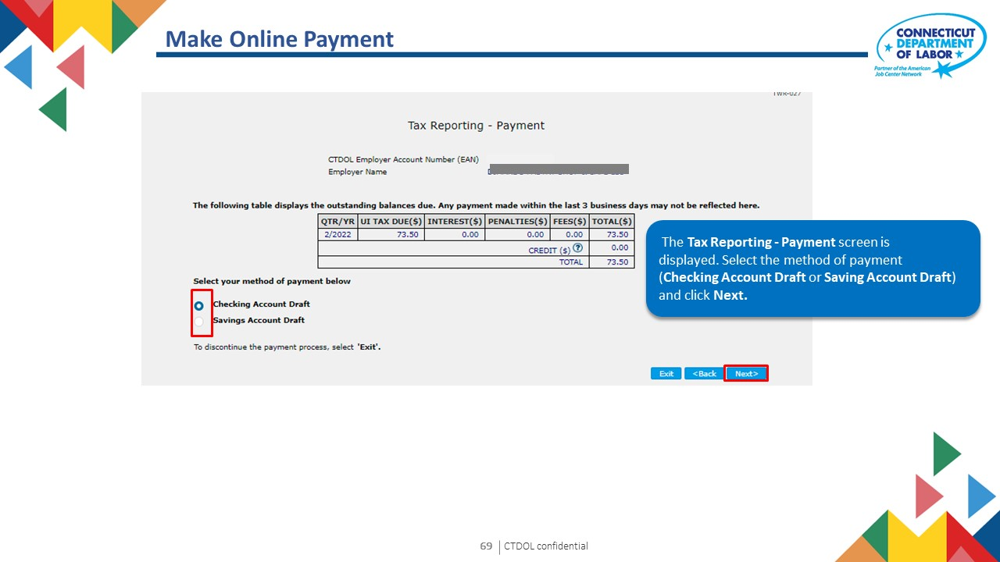 Make Online Payment
CONNECTICUT
DEPARTMENT
OF LABOR
Partner of the American
Job Center Network
TWR-027
Tax Reporting - Payment
CTDOL Employer Account Number (EAN)
Employer Name
The following table displays the outstanding balances due. Any payment made within the last 3 business days may not be reflected here.
QTR/YR UI TAX DUE($) INTEREST($) PENALTIES($) FEES($) TOTAL($)
2/2022 73.50 0.00 0.00 0.00 73.50
CREDIT ($) ? 0.00
TOTAL 73.50
The Tax Reporting - Payment screen is
displayed. Select the method of payment
(Checking Account Draft or Saving Account Draft)
and click Next.
Select your method of payment below
Checking Account Draft
Savings Account Draft
To discontinue the payment process, select 'Exit'.
Exit <Back Next>
69 CTDOL confidential